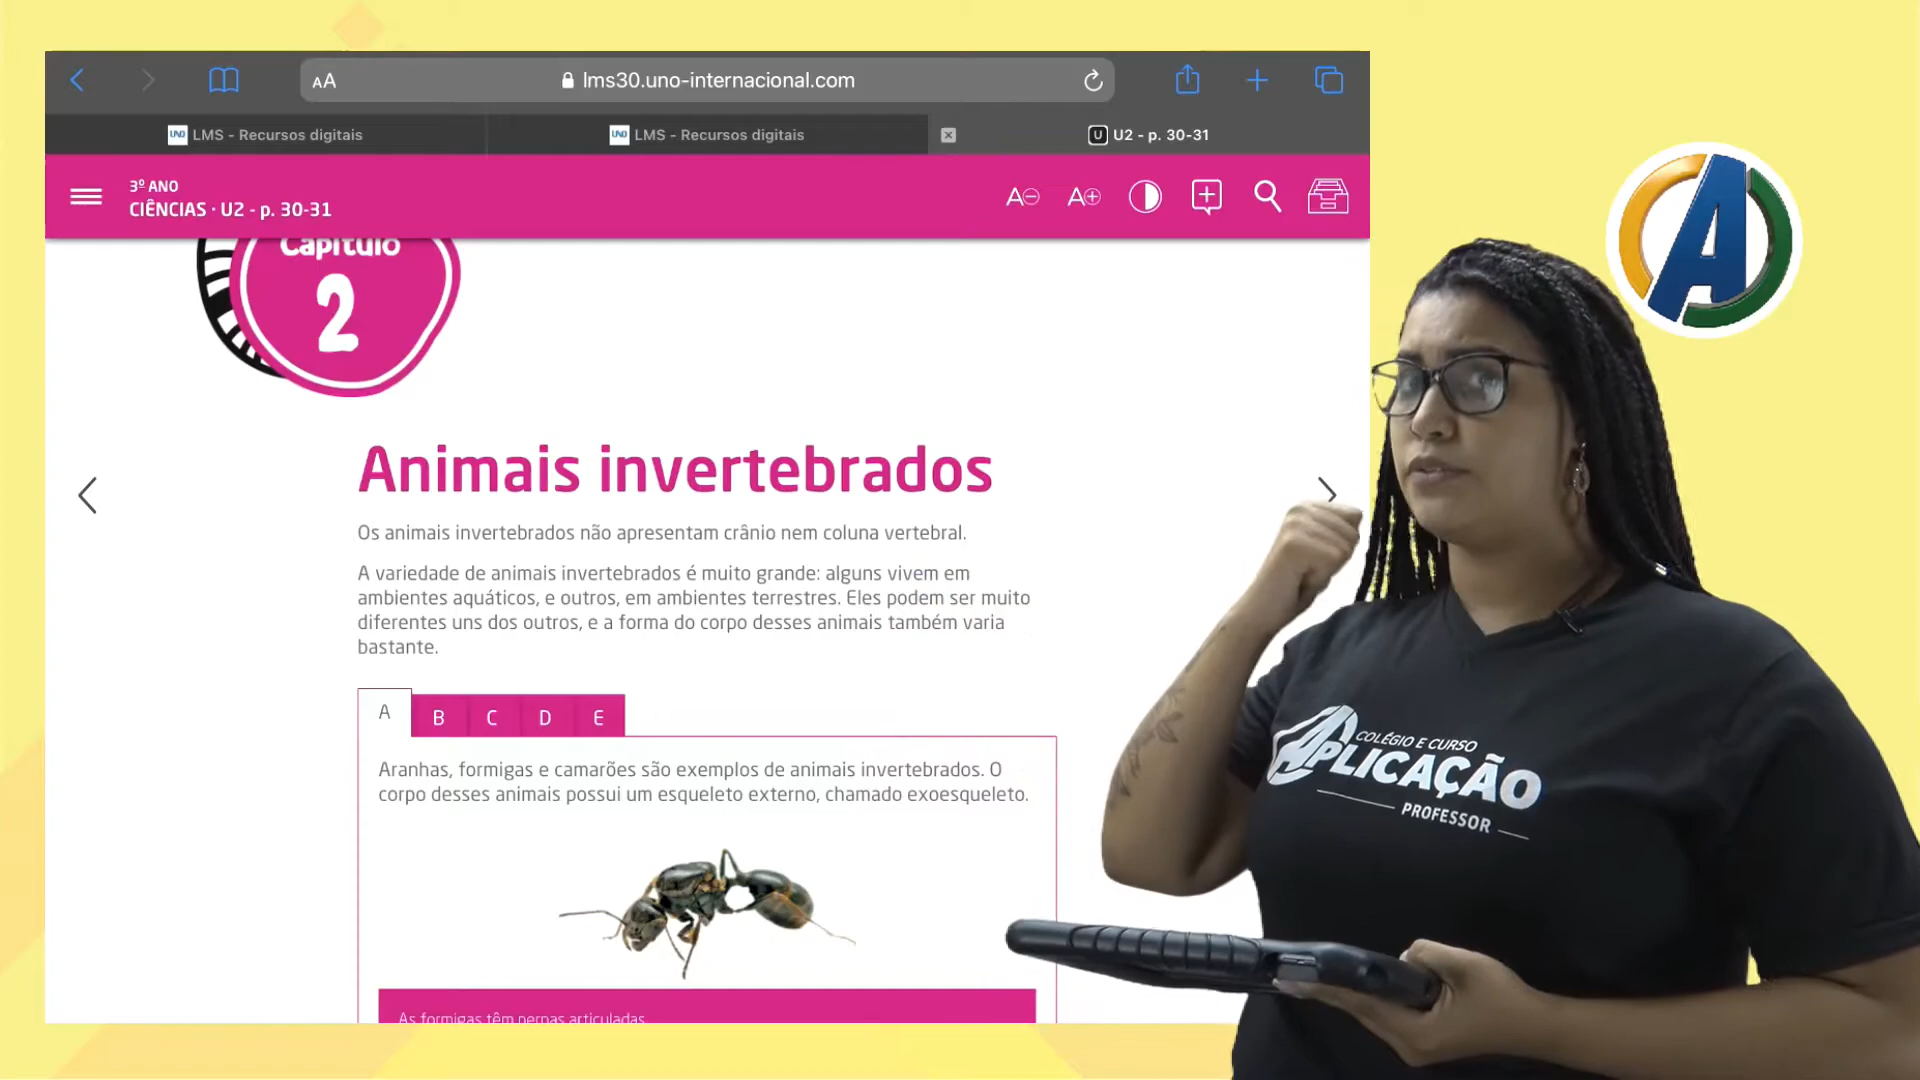 AA
lms30.uno-internacional.com
UNO LMS - Recursos digitais
UNO LMS - Recursos digitais
U U2 - p. 30-31
3º ANO
CIÊNCIAS · U2 - p. 30-31
A
A
Capítulo
2
Animais invertebrados
Os animais invertebrados não apresentam crânio nem coluna vertebral.
A variedade de animais invertebrados é muito grande: alguns vivem em
ambientes aquáticos, e outros, em ambientes terrestres. Eles podem ser muito
diferentes uns dos outros, e a forma do corpo desses animais também varia
bastante.
A B C D E
Aranhas, formigas e camarões são exemplos de animais invertebrados. O
corpo desses animais possui um esqueleto externo, chamado exoesqueleto.
As formigas têm pernas articuladas.
A
COLÉGIO E CURSO
APLICAÇÃO
PROFESSOR